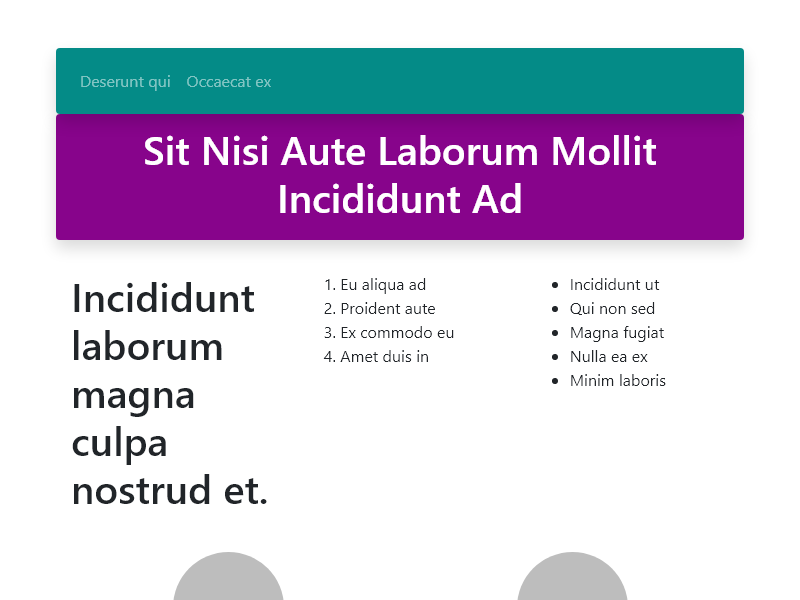 Deserunt qui Occaecat ex
Sit Nisi Aute Laborum Mollit
Incididunt Ad
Incididunt
laborum
magna
culpa
nostrud et.
1. Eu aliqua ad
2. Proident aute
3. Ex commodo eu
4. Amet duis in
• Incididunt ut
• Qui non sed
• Magna fugiat
• Nulla ea ex
• Minim laboris